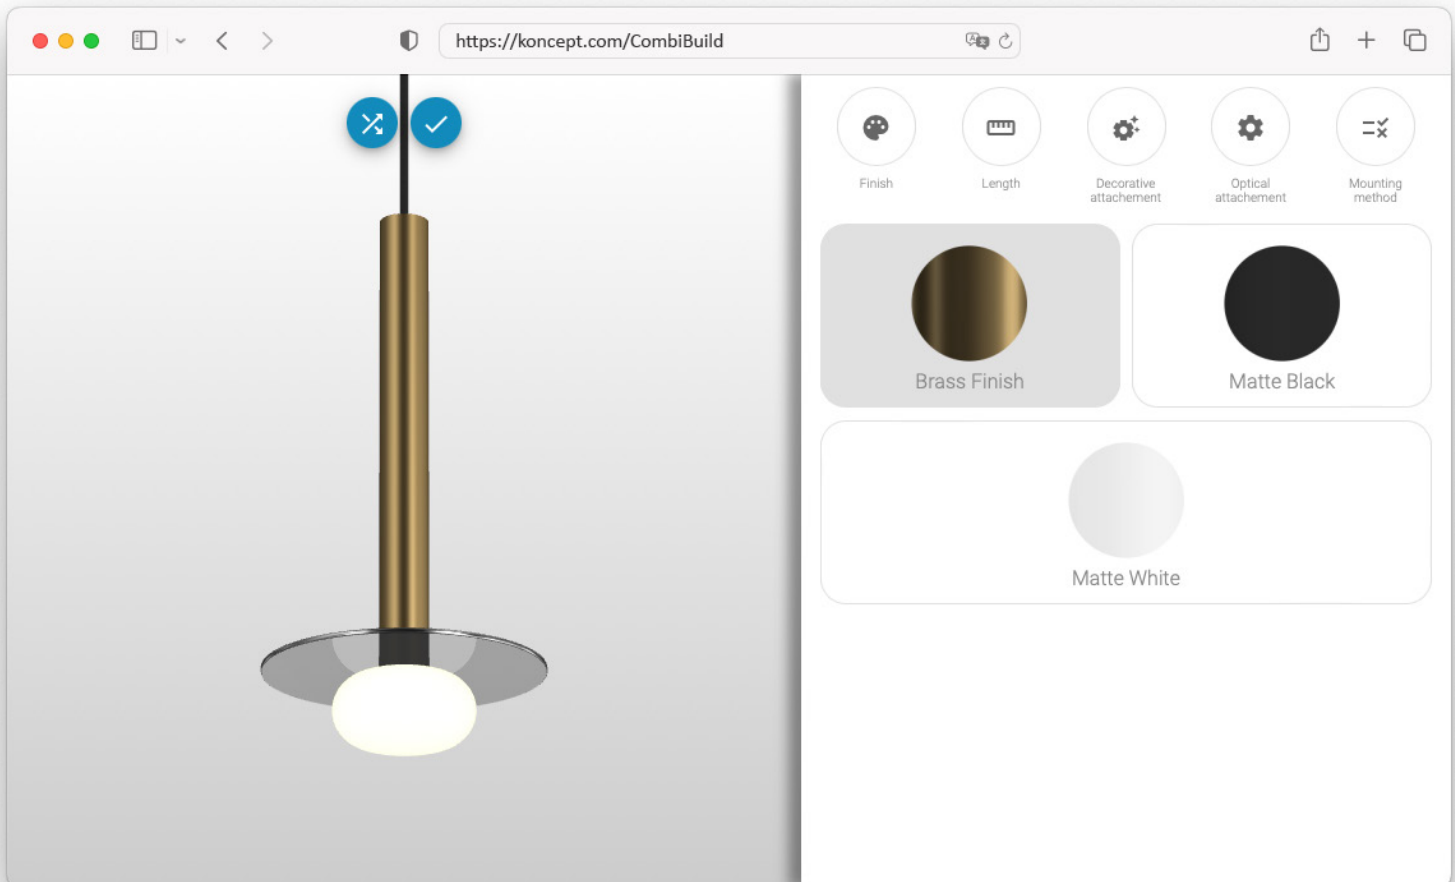 https://koncept.com/CombiBuild
Finish
Length
Decorative
attachement
Optical
attachement
Mounting
method
Brass Finish
Matte Black
Matte White